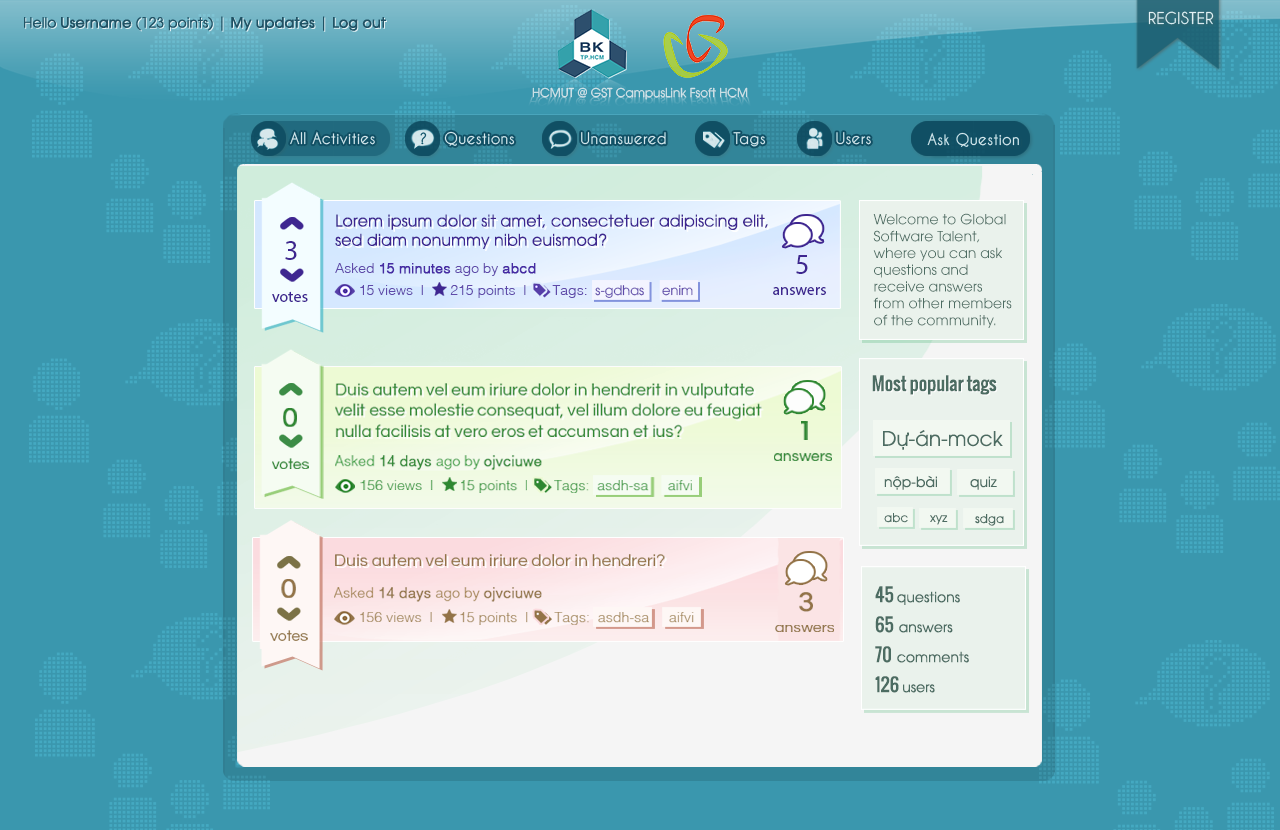 Hello Username (123 points) | My updates | Log out
REGISTER
BK
TP.HCM
HCMUT @ GST CampusLink Fsoft HCM
All Activities
Questions
Unanswered
Tags
Users
Ask Question
3
votes
Lorem ipsum dolor sit amet, consectetuer adipiscing elit,
sed diam nonummy nibh euismod?
Asked 15 minutes ago by abcd
15 views | 215 points | Tags: s-gdhas enim
5
answers
0
votes
Duis autem vel eum iriure dolor in hendrerit in vulputate
velit esse molestie consequat, vel illum dolore eu feugiat
nulla facilisis at vero eros et accumsan et ius?
Asked 14 days ago by ojvciuwe
156 views | 15 points | Tags: asdh-sa aifvi
1
answers
0
votes
Duis autem vel eum iriure dolor in hendreri?
Asked 14 days ago by ojvciuwe
156 views | 15 points | Tags: asdh-sa aifvi
3
answers
Welcome to Global
Software Talent,
where you can ask
questions and
receive answers
from other members
of the community.
Most popular tags
Dự-án-mock
nộp-bài quiz
abc xyz sdga
45 questions
65 answers
70 comments
126 users